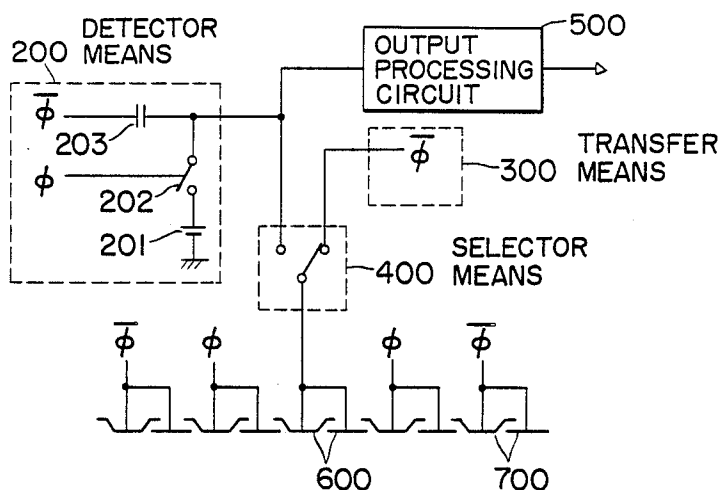 200
DETECTOR
MEANS
500
OUTPUT
PROCESSING
CIRCUIT
ϕ̅
203
ϕ
202
201
ϕ̅
300
TRANSFER
MEANS
400
SELECTOR
MEANS
ϕ̅
ϕ
ϕ
ϕ̅
600
700